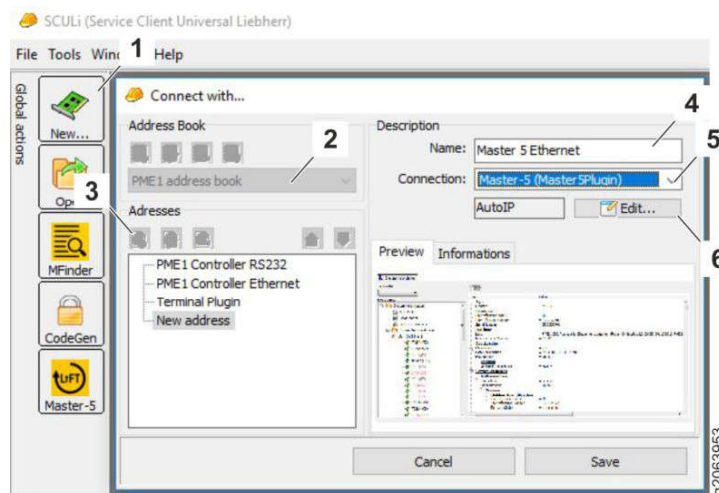 SCULi (Service Client Universal Liebherr)
File Tools Win Help
1
Global actions
New...
Op
MFinder
CodeGen
LIFT
Master-5
Connect with...
Address Book
2
PME1 address book
3
Adresses
PME1 Controller RS232
PME1 Controller Ethernet
Terminal Plugin
New address
Description
4
Name: Master 5 Ethernet
5
Connection: Master-5 (Master5Plugin)
AutoIP Edit...
6
Preview Informations
Cancel Save